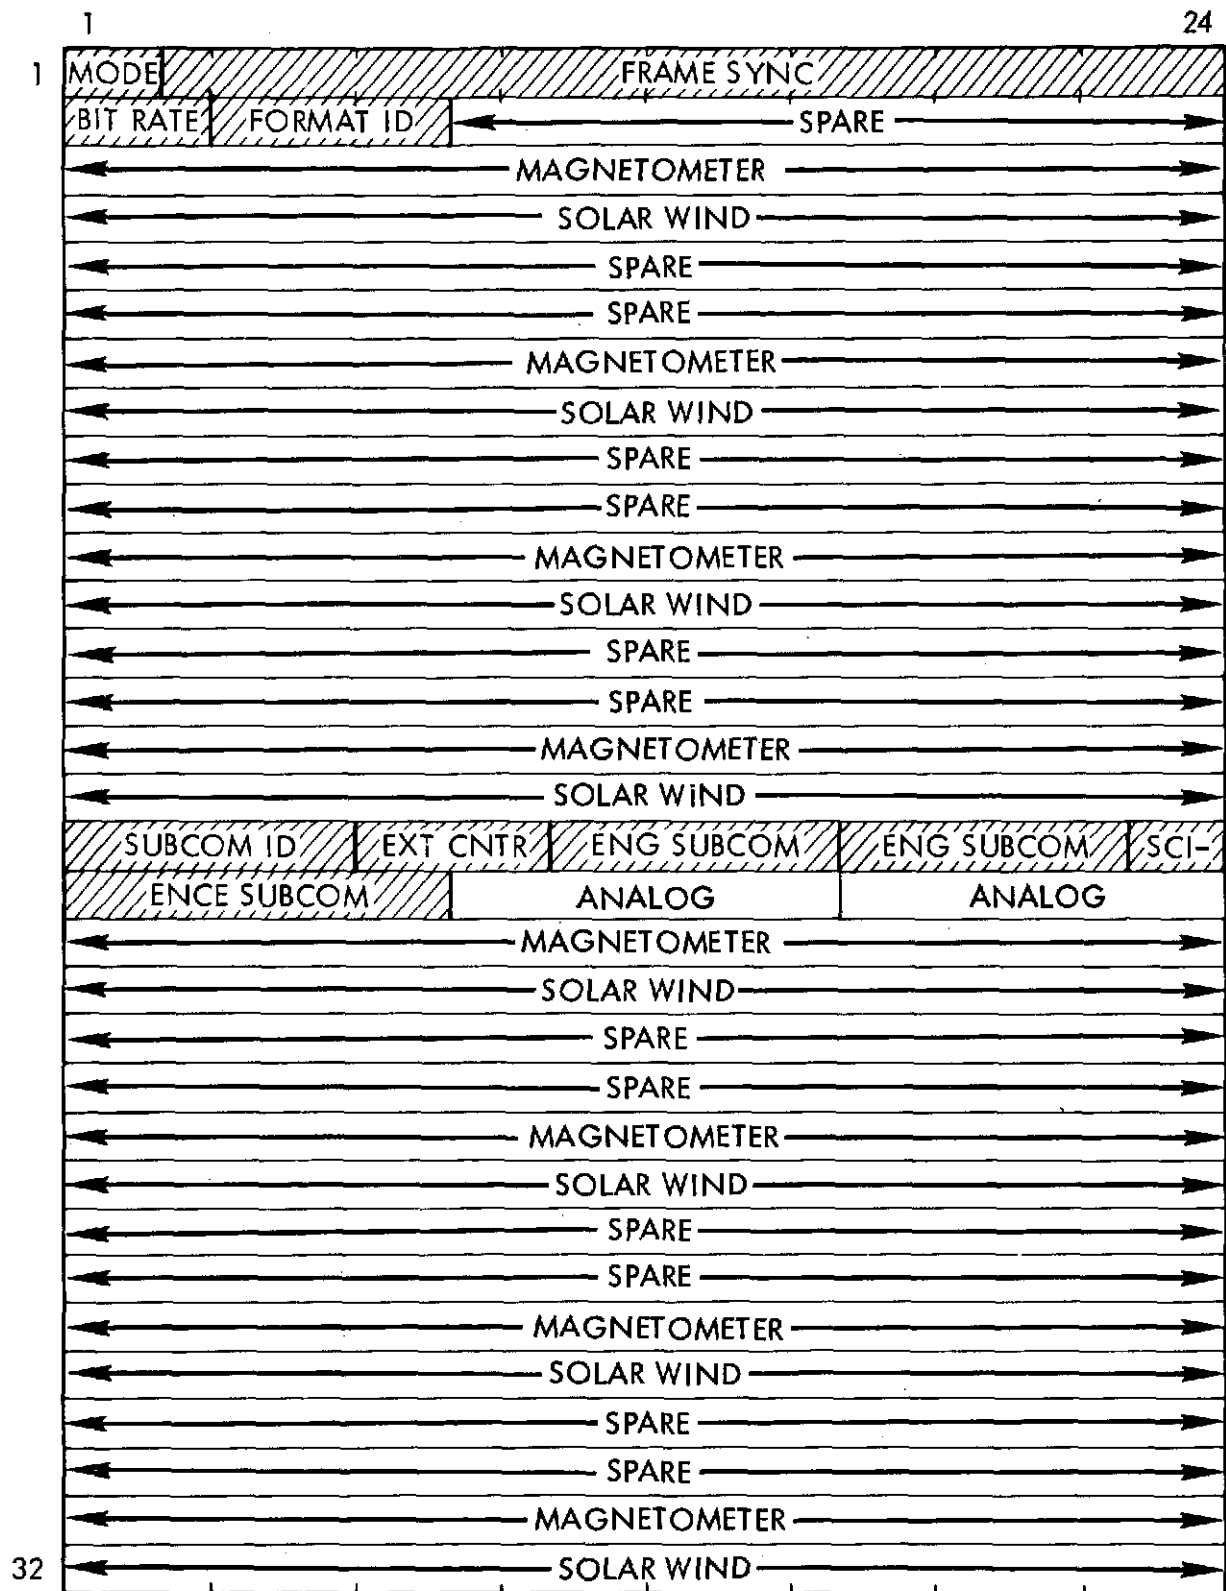 1 24
1 MODE FRAME SYNC
BIT RATE FORMAT ID SPARE
MAGNETOMETER
SOLAR WIND
SPARE
SPARE
MAGNETOMETER
SOLAR WIND
SPARE
SPARE
MAGNETOMETER
SOLAR WIND
SPARE
SPARE
MAGNETOMETER
SOLAR WiND
SUBCOM ID EXT CNTR ENG SUBCOM ENG SUBCOM SCI-
ENCE SUBCOM ANALOG ANALOG
MAGNETOMETER
SOLAR WIND
SPARE
SPARE
MAGNETOMETER
SOLAR WIND
SPARE
SPARE
MAGNETOMETER
SOLAR WIND
SPARE
SPARE
MAGNETOMETER
32 SOLAR WIND